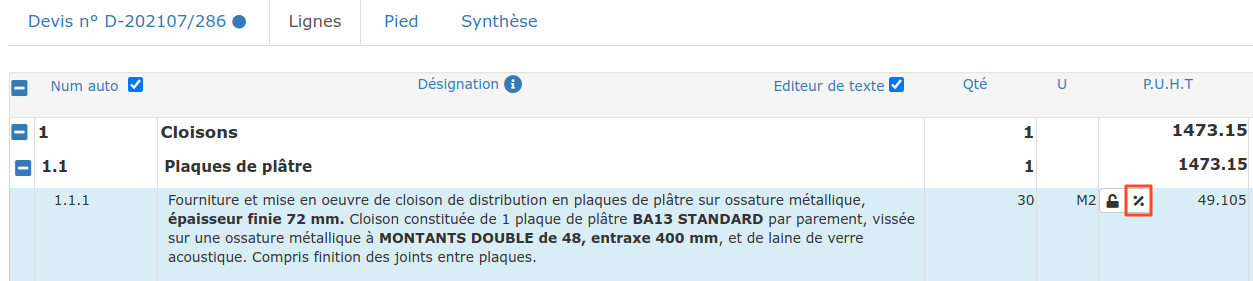 Devis n° D-202107/286 Lignes Pied Synthèse
Num auto Désignation Editeur de texte Qté U P.U.H.T
1 Cloisons 1 1473.15
1.1 Plaques de plâtre 1 1473.15
1.1.1 Fourniture et mise en oeuvre de cloison de distribution en plaques de plâtre sur ossature métallique, 30 M2 % 49.105
épaisseur finie 72 mm. Cloison constituée de 1 plaque de plâtre BA13 STANDARD par parement, vissée
sur une ossature métallique à MONTANTS DOUBLE de 48, entraxe 400 mm, et de laine de verre
acoustique. Compris finition des joints entre plaques.